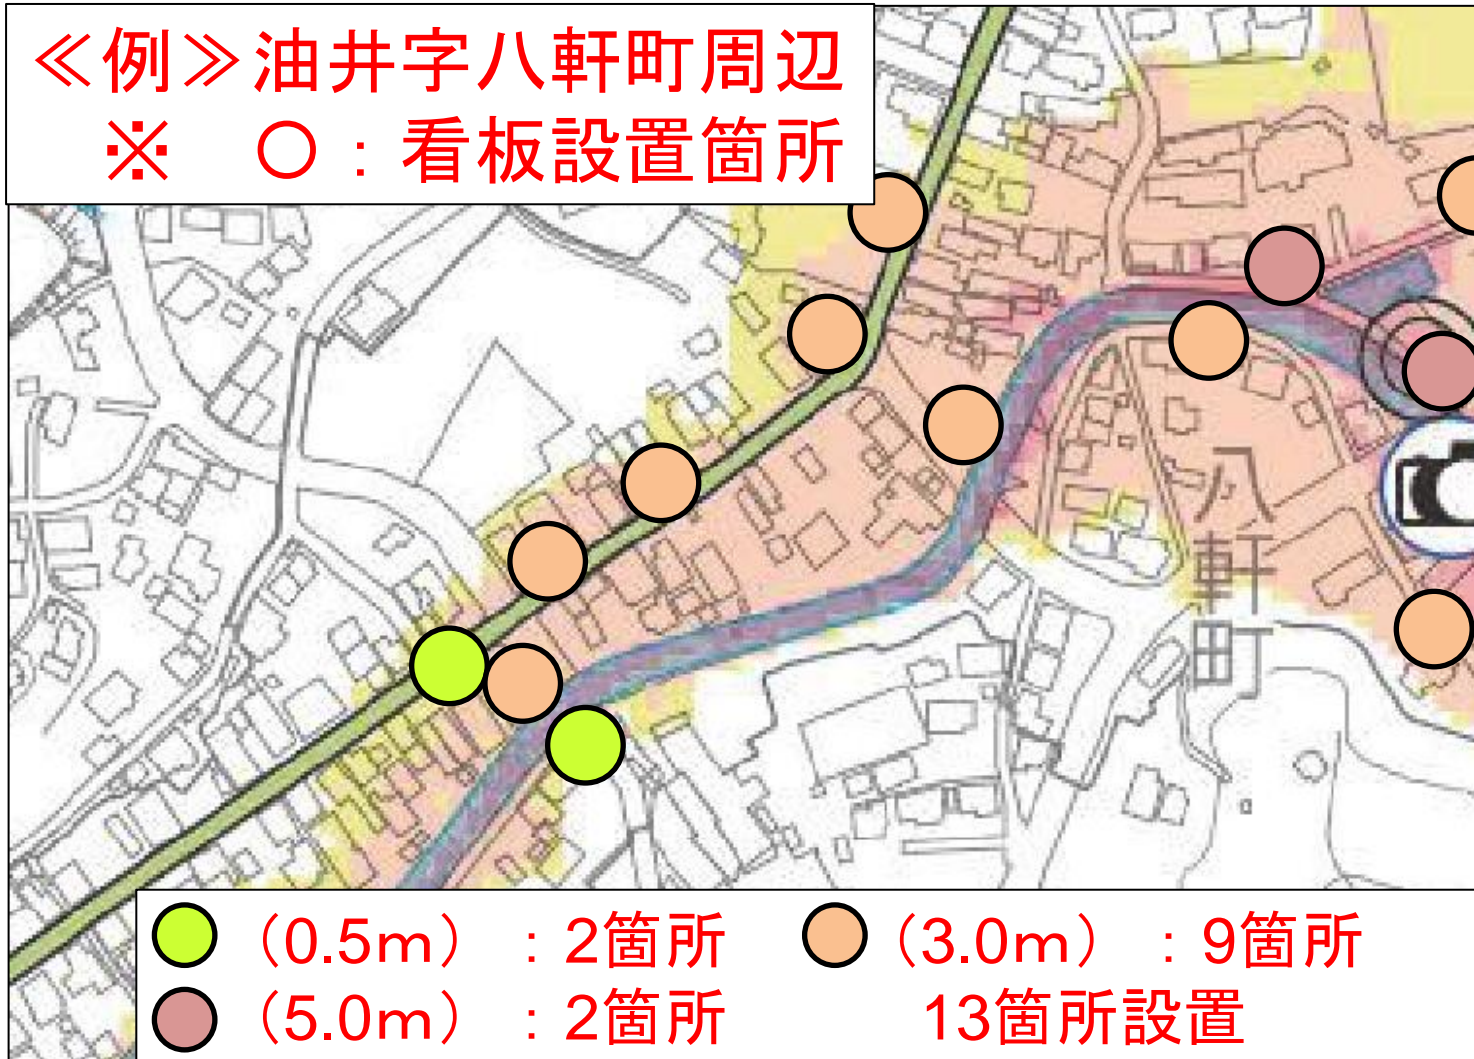 ≪例≫油井字八軒町周辺
※　○：看板設置箇所
八軒町
（0.5m）：2箇所
（3.0m）：9箇所
（5.0m）：2箇所
13箇所設置